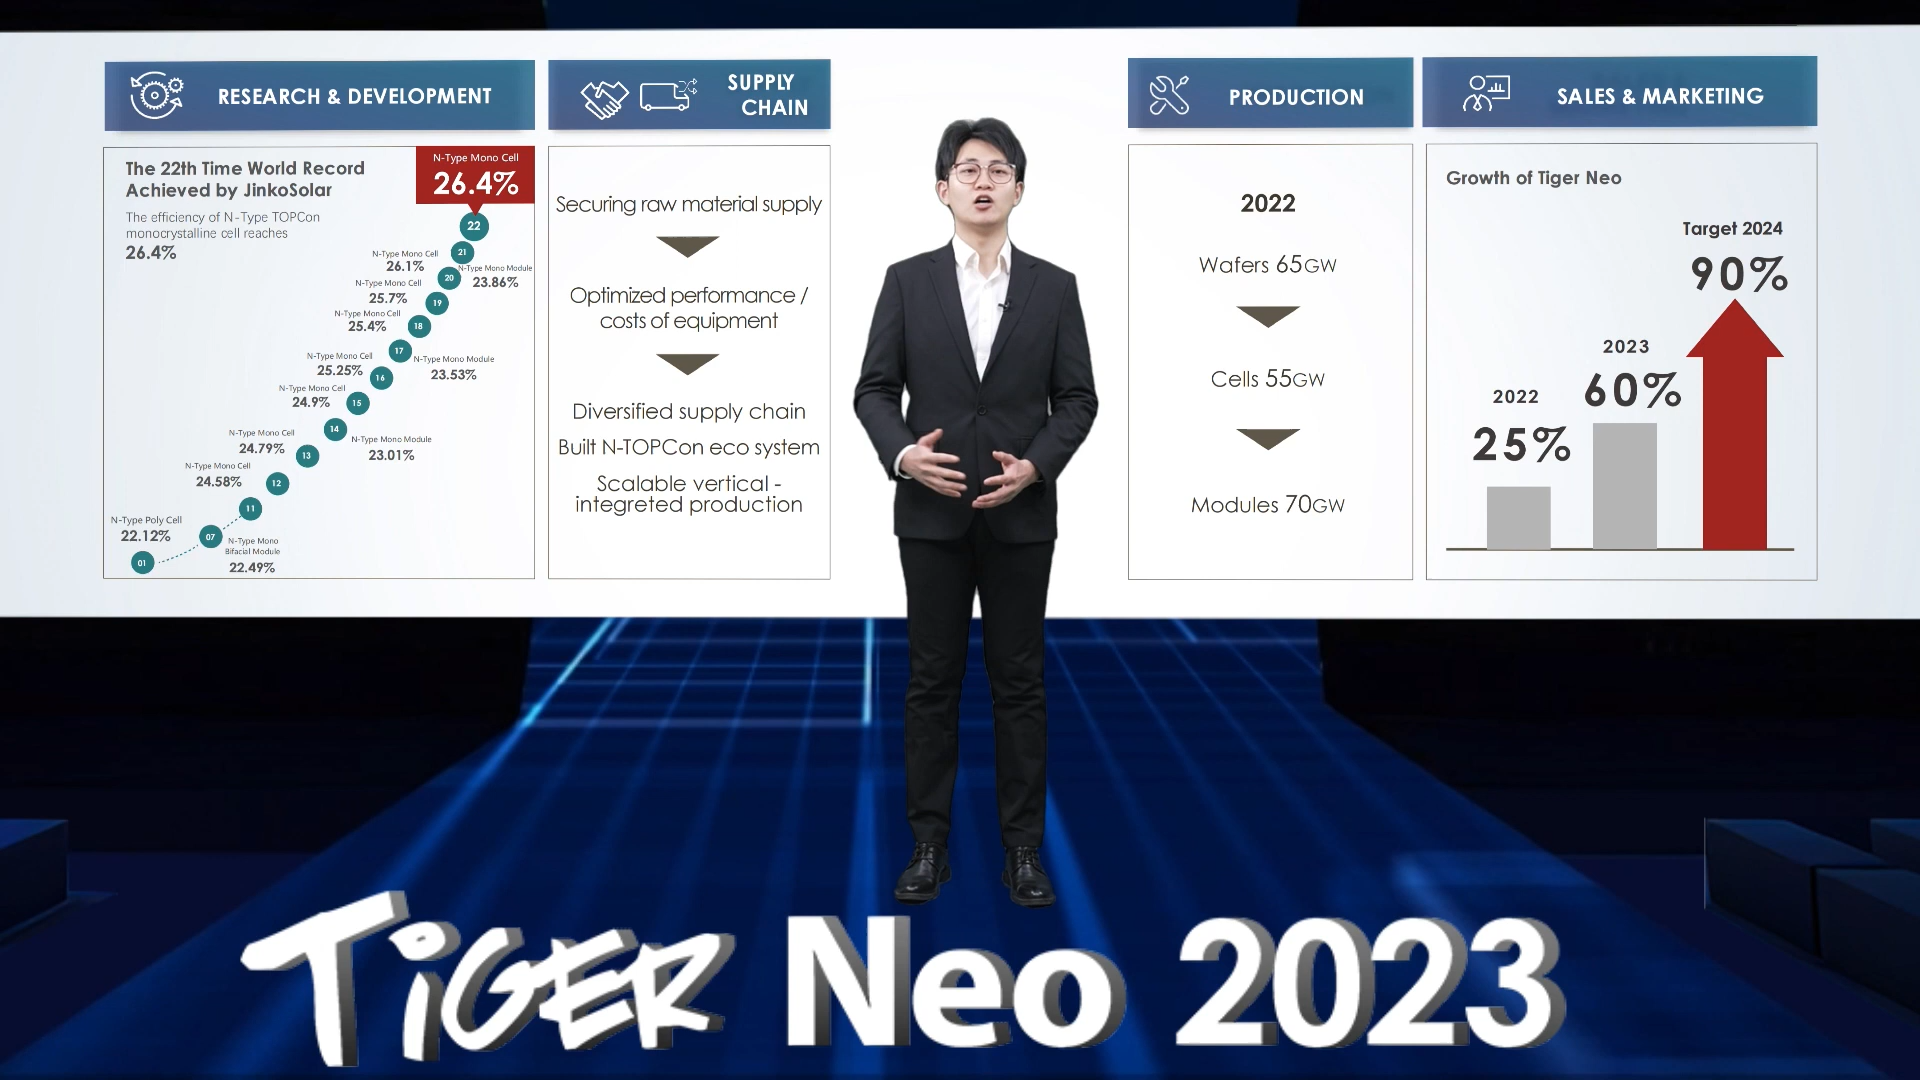 RESEARCH & DEVELOPMENT
The 22th Time World Record
Achieved by JinkoSolar
The efficiency of N-Type TOPCon
monocrystalline cell reaches
26.4%
N-Type Mono Cell
26.4%
22
21
N-Type Mono Cell
26.1%
20
N-Type Mono Module
23.86%
N-Type Mono Cell
25.7%
19
N-Type Mono Cell
25.4%
18
17
N-Type Mono Module
23.53%
N-Type Mono Cell
25.25%
16
N-Type Mono Cell
24.9%
15
14
N-Type Mono Module
23.01%
N-Type Mono Cell
24.79%
13
N-Type Mono Cell
24.58%
12
11
07
N-Type Mono
Bifacial Module
22.49%
N-Type Poly Cell
22.12%
01
SUPPLY
CHAIN
Securing raw material supply
Optimized performance /
costs of equipment
Diversified supply chain
Built N-TOPCon eco system
Scalable vertical -
integreted production
PRODUCTION
2022
Wafers 65GW
Cells 55GW
Modules 70GW
SALES & MARKETING
Growth of Tiger Neo
2022
25%
2023
60%
Target 2024
90%
TiGER Neo 2023